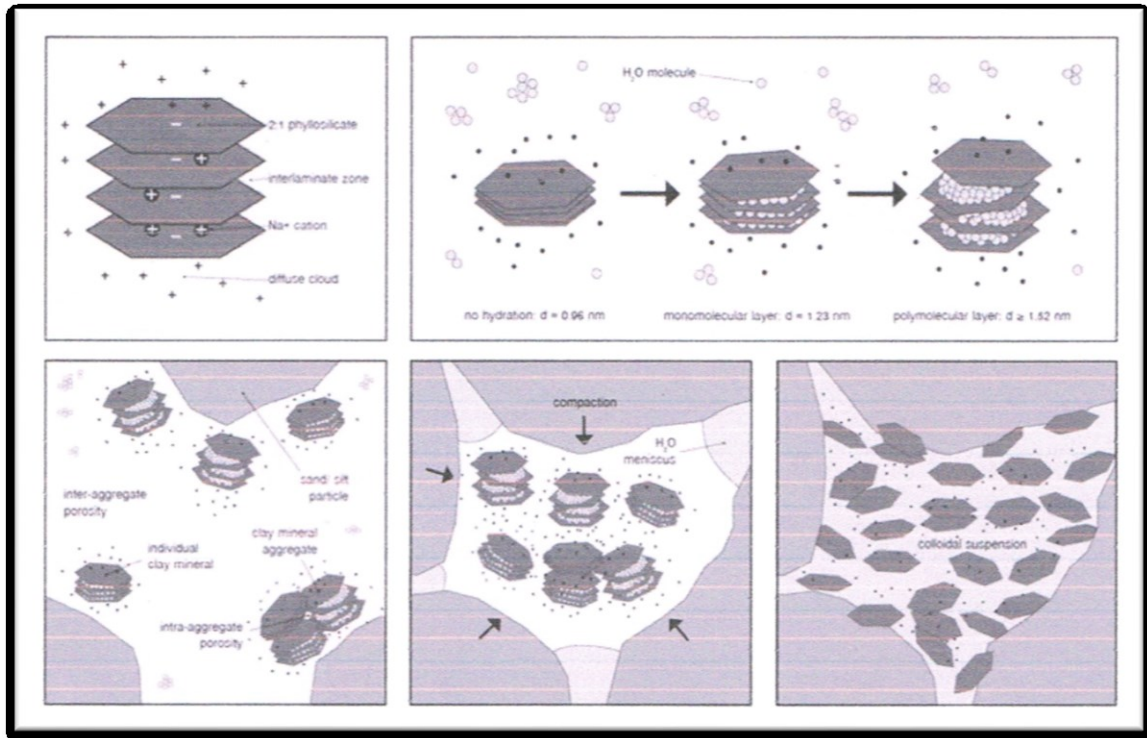 2:1 phyllosilicate
interlaminate zone
Na+ cation
diffuse cloud
H₂O molecule
no hydration: d = 0.96 nm
monomolecular layer: d = 1.23 nm
polymolecular layer: d ≥ 1.52 nm
inter-aggregate
porosity
sand/ silt
particle
clay mineral
aggregate
individual
clay mineral
intra-aggregate
porosity
compaction
H₂O
meniscus
colloidal suspension